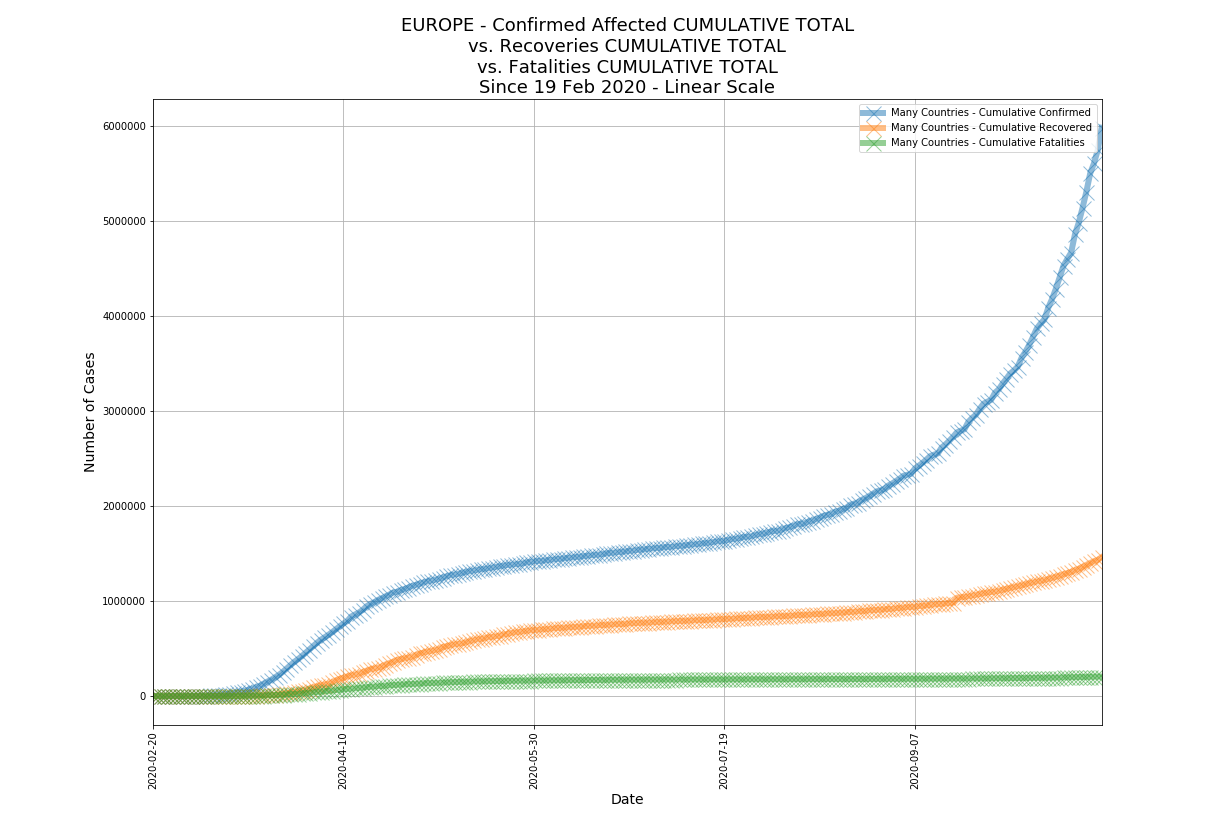 EUROPE - Confirmed Affected CUMULATIVE TOTAL
vs. Recoveries CUMULATIVE TOTAL
vs. Fatalities CUMULATIVE TOTAL
Since 19 Feb 2020 - Linear Scale
Many Countries - Cumulative Confirmed
Many Countries - Cumulative Recovered
Many Countries - Cumulative Fatalities
Number of Cases
6000000
5000000
4000000
3000000
2000000
1000000
0
2020-02-20
2020-04-10
2020-05-30
2020-07-19
2020-09-07
Date